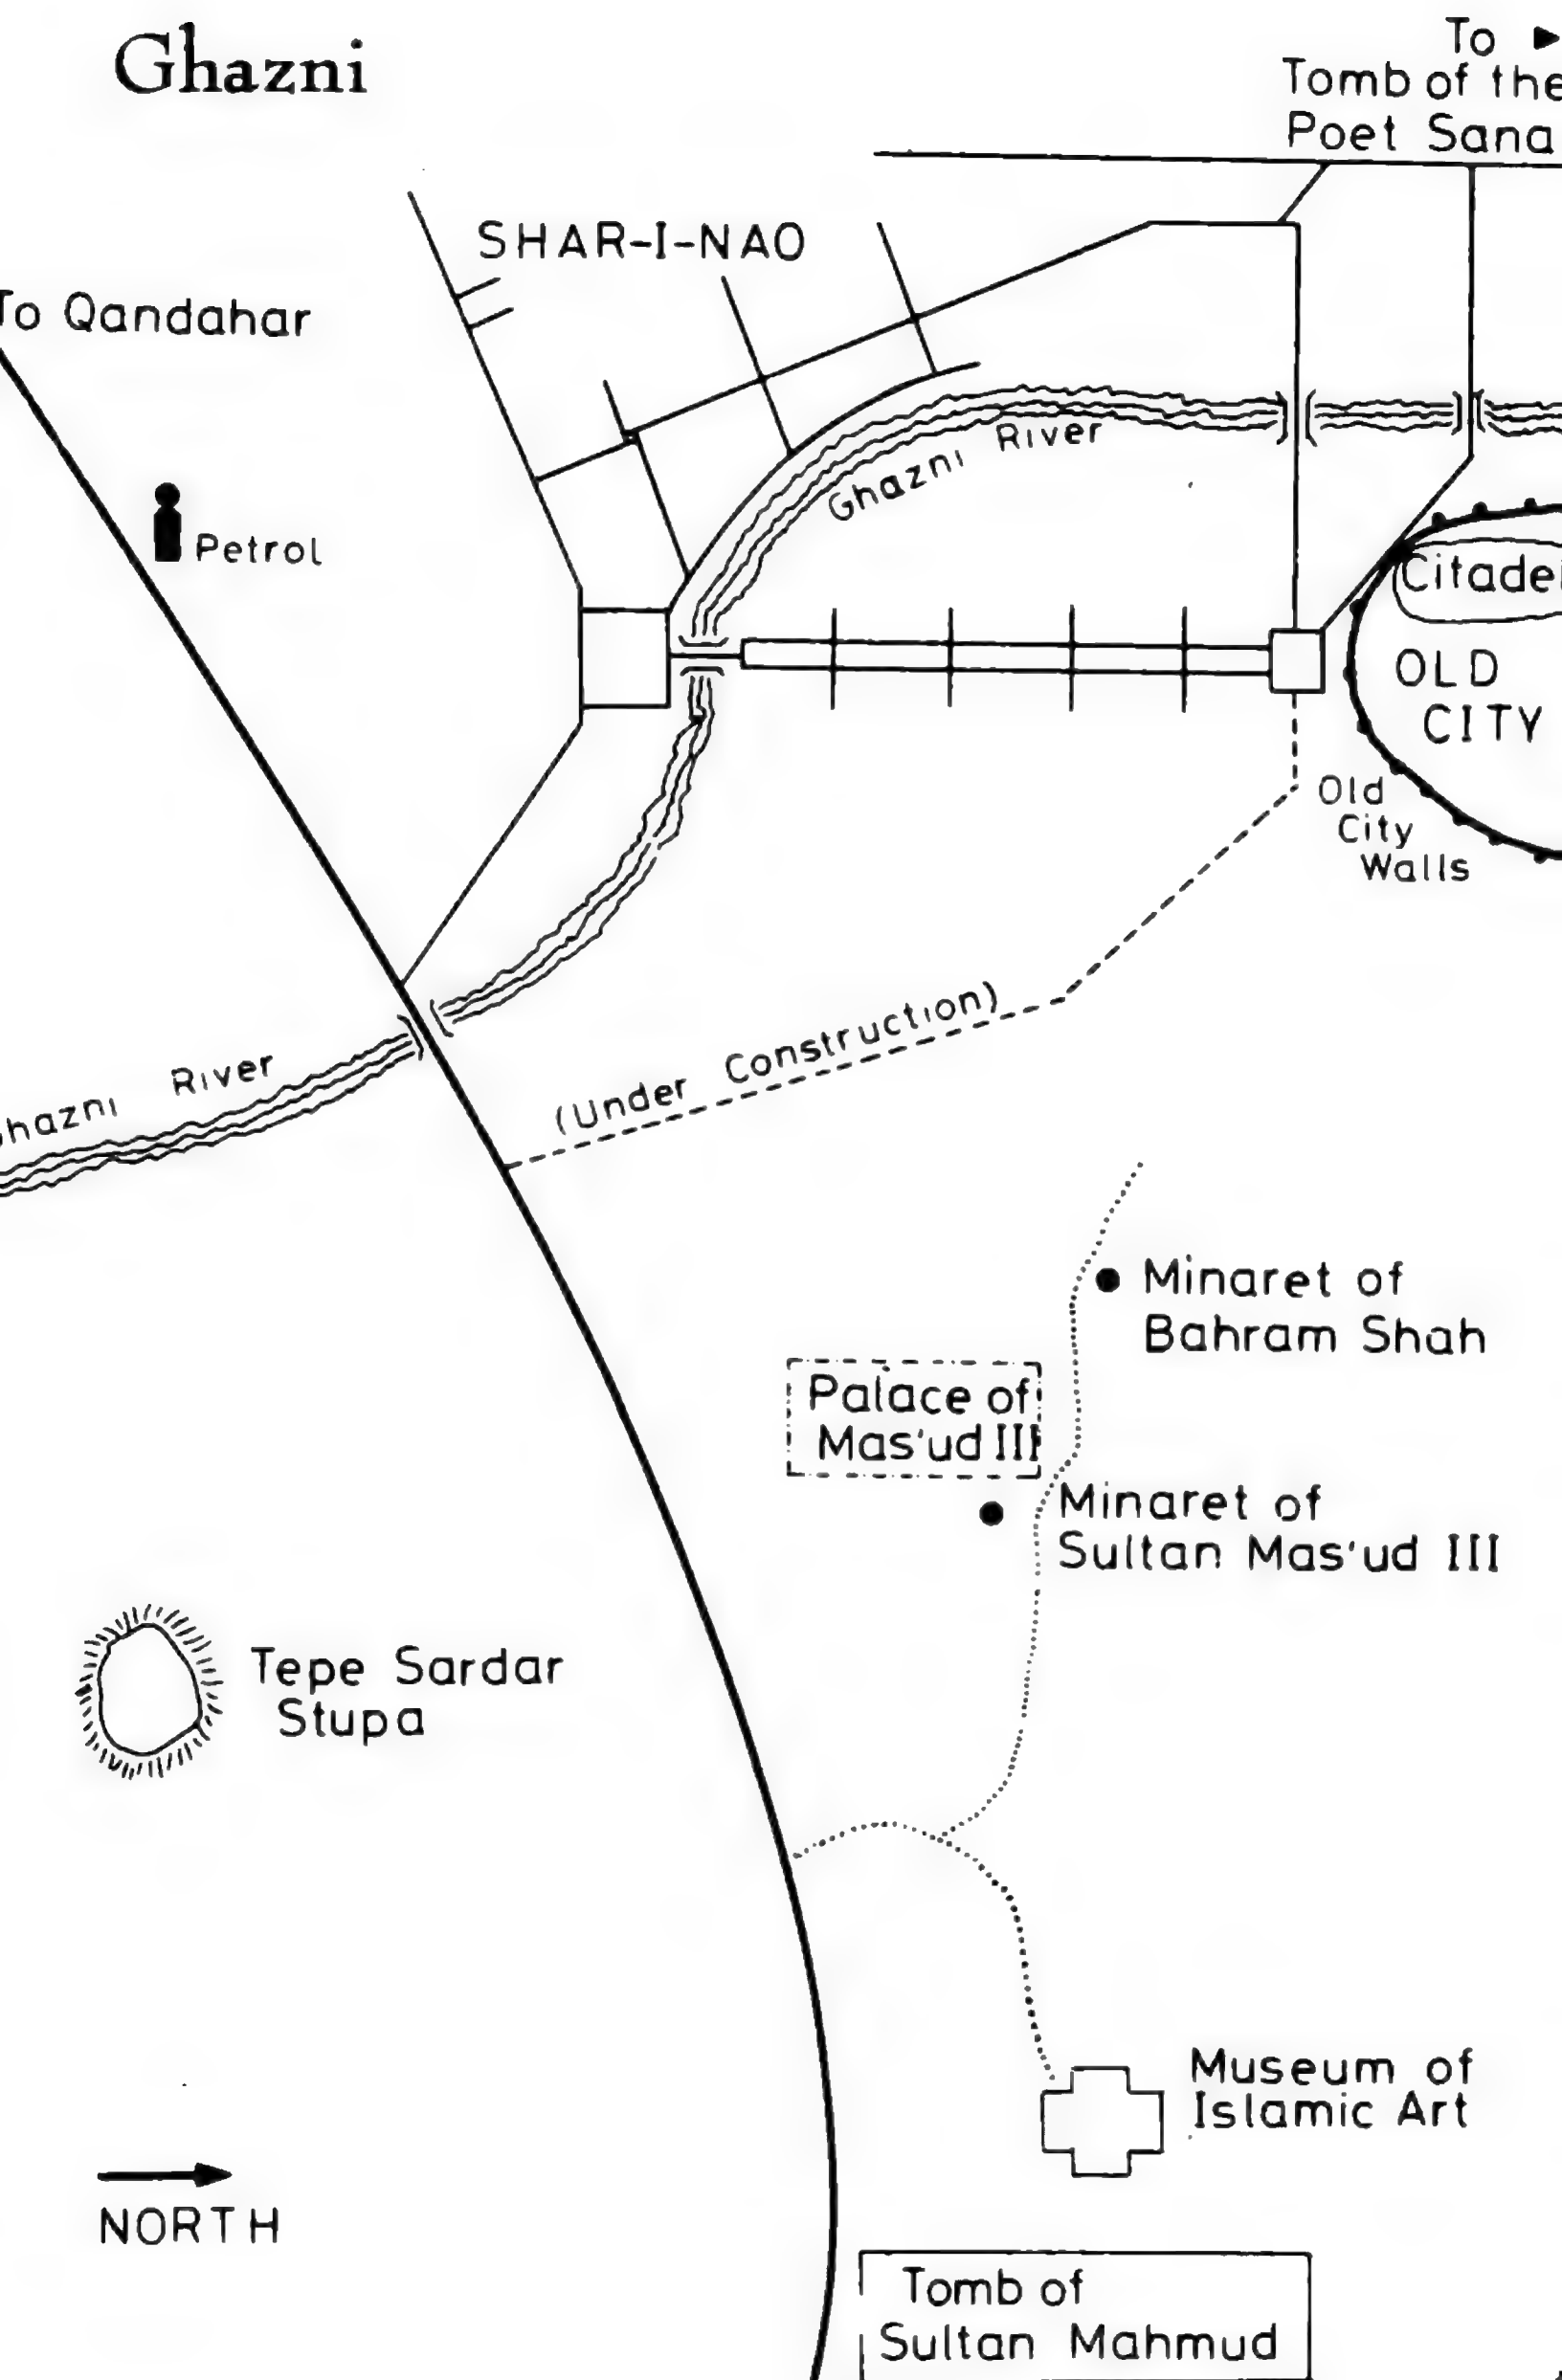 Ghazni
To
Tomb of the
Poet Sana
SHAR-I-NAO
To Qandahar
Ghazni River
Petrol
Citadel
OLD
CITY
Old
City
Walls
(Under Construction)
Ghazni River
Minaret of
Bahram Shah
Palace of
Mas'ud III
Minaret of
Sultan Mas'ud III
Tepe Sardar
Stupa
Museum of
Islamic Art
NORTH
Tomb of
Sultan Mahmud